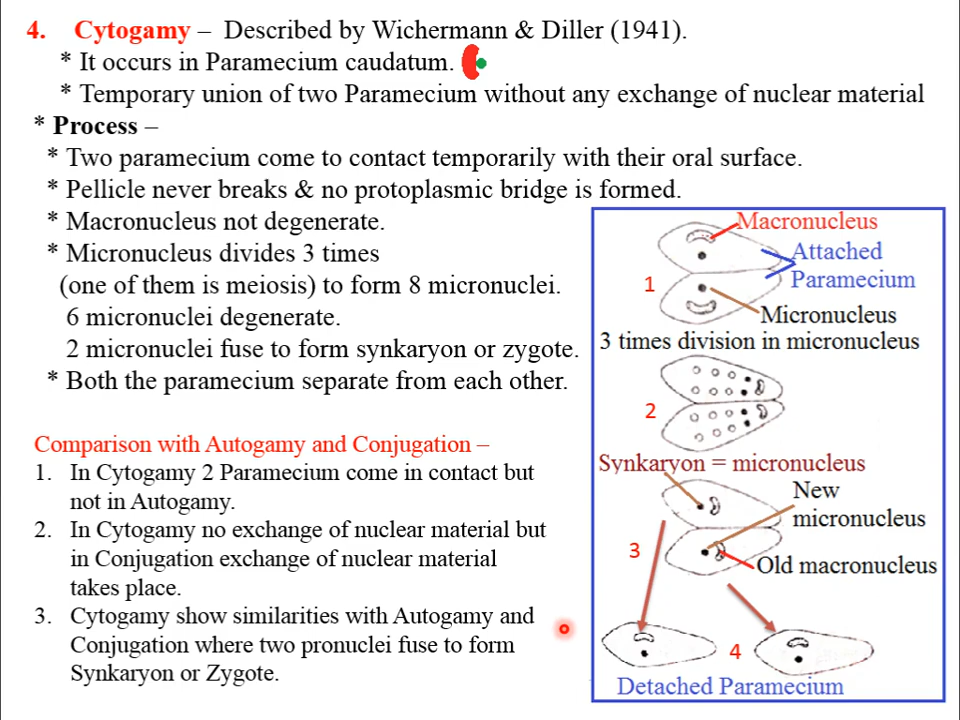 4. Cytogamy – Described by Wichermann & Diller (1941).
* It occurs in Paramecium caudatum.
* Temporary union of two Paramecium without any exchange of nuclear material
* Process –
* Two paramecium come to contact temporarily with their oral surface.
* Pellicle never breaks & no protoplasmic bridge is formed.
* Macronucleus not degenerate.
* Micronucleus divides 3 times
(one of them is meiosis) to form 8 micronuclei.
6 micronuclei degenerate.
2 micronuclei fuse to form synkaryon or zygote.
* Both the paramecium separate from each other.
Comparison with Autogamy and Conjugation –
1. In Cytogamy 2 Paramecium come in contact but
not in Autogamy.
2. In Cytogamy no exchange of nuclear material but
in Conjugation exchange of nuclear material
takes place.
3. Cytogamy show similarities with Autogamy and
Conjugation where two pronuclei fuse to form
Synkaryon or Zygote.
Macronucleus
Attached
Paramecium
1
Micronucleus
3 times division in micronucleus
2
Synkaryon = micronucleus
New
micronucleus
3
Old macronucleus
4
Detached Paramecium